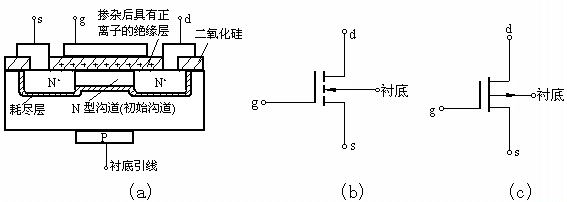 s g 掺杂后具有正 d
离子的绝缘层 二氧化硅
N⁺ N⁺
耗尽层 N 型沟道(初始沟道)
P
衬底引线
(a)
d
衬底
g
s
(b)
d
衬底
g
s
(c)